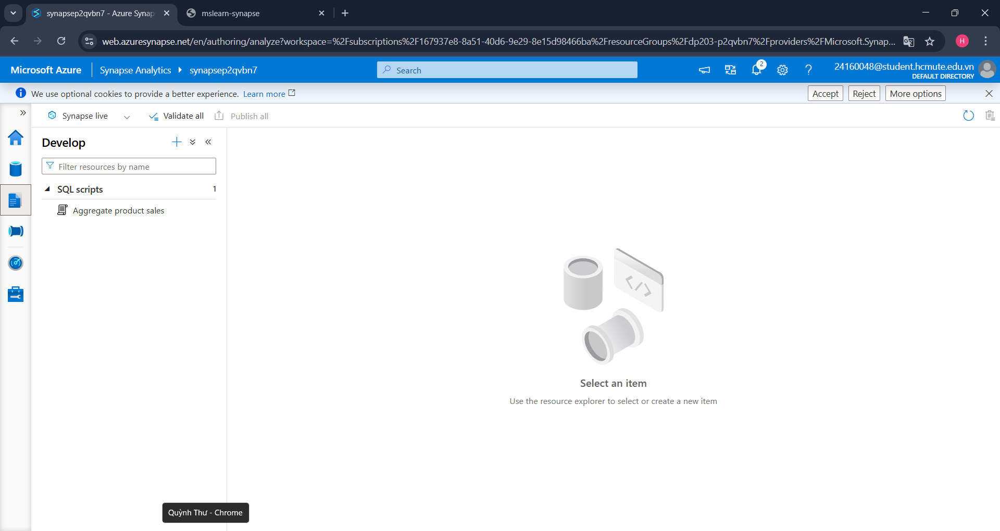 synapsep2qvbn7 - Azure Synap
mslearn-synapse
web.azuresynapse.net/en/authoring/analyze?workspace=%2Fsubscriptions%2F167937e8-8a51-40d6-9e29-8e15d98466ba%2FresourceGroups%2Fdp203-p2qvbn7%2Fproviders%2FMicrosoft.Synap...
H
Microsoft Azure
Synapse Analytics
synapsep2qvbn7
Search
2
24160048@student.hcmute.edu.vn
DEFAULT DIRECTORY
We use optional cookies to provide a better experience. Learn more
Accept
Reject
More options
Synapse live
Validate all
Publish all
Develop
Filter resources by name
SQL scripts
1
Aggregate product sales
Select an item
Use the resource explorer to select or create a new item
Quỳnh Thư - Chrome